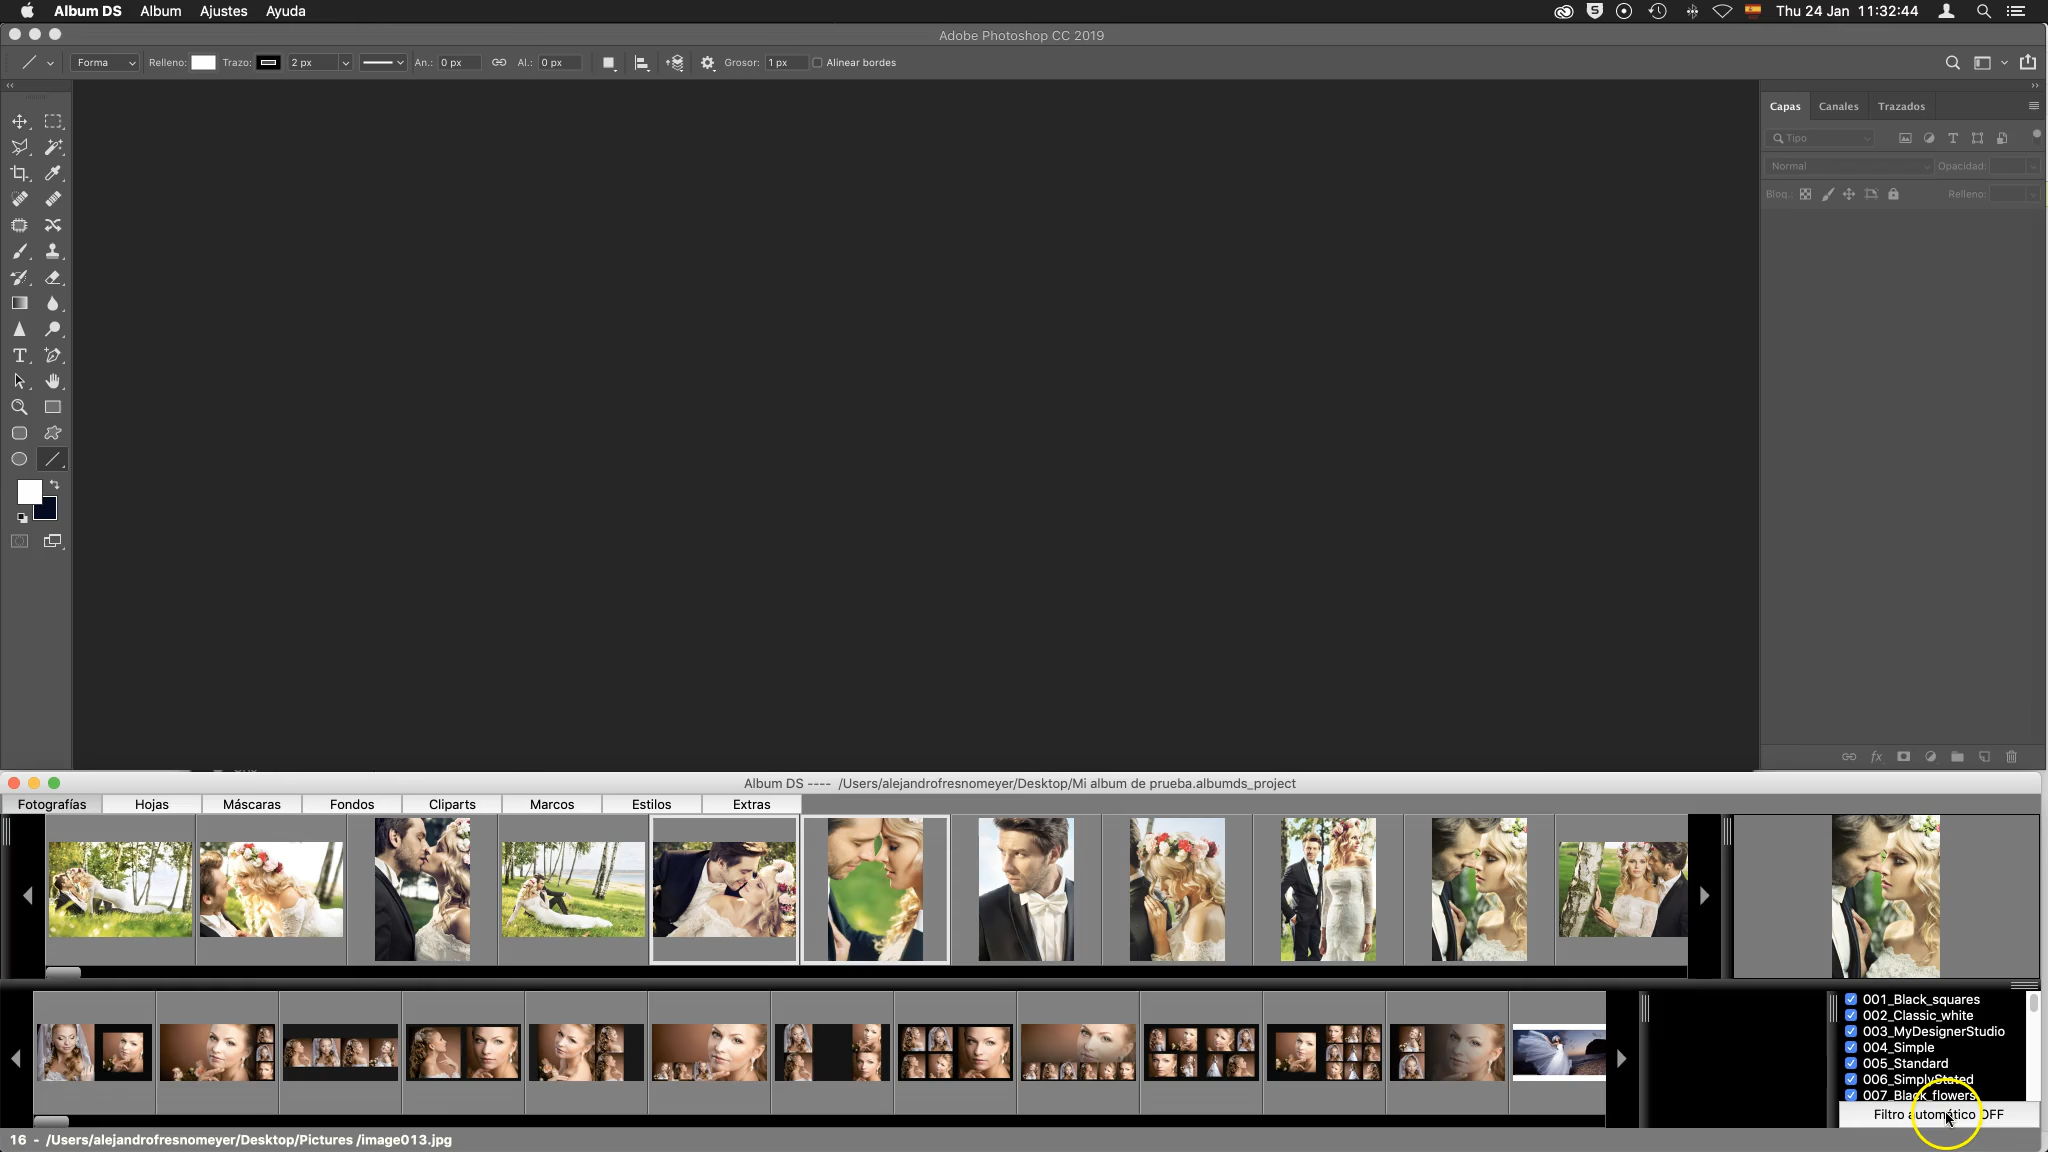 Album DS Album Ajustes Ayuda Thu 24 Jan 11:32:44
Adobe Photoshop CC 2019
Forma Relleno: Trazo: 2 px An.: 0 px Al.: 0 px Grosor: 1 px Alinear bordes
Capas Canales Trazados
Tipo
Normal Opacidad:
Bloq.: Relleno:
Album DS ---- /Users/alejandrofresnomeyer/Desktop/Mi album de prueba.albumds_project
Fotografías Hojas Máscaras Fondos Cliparts Marcos Estilos Extras
001_Black_squares
002_Classic_white
003_MyDesignerStudio
004_Simple
005_Standard
006_SimplyStated
007_Black_flowers
Filtro automático OFF
16 - /Users/alejandrofresnomeyer/Desktop/Pictures /image013.jpg